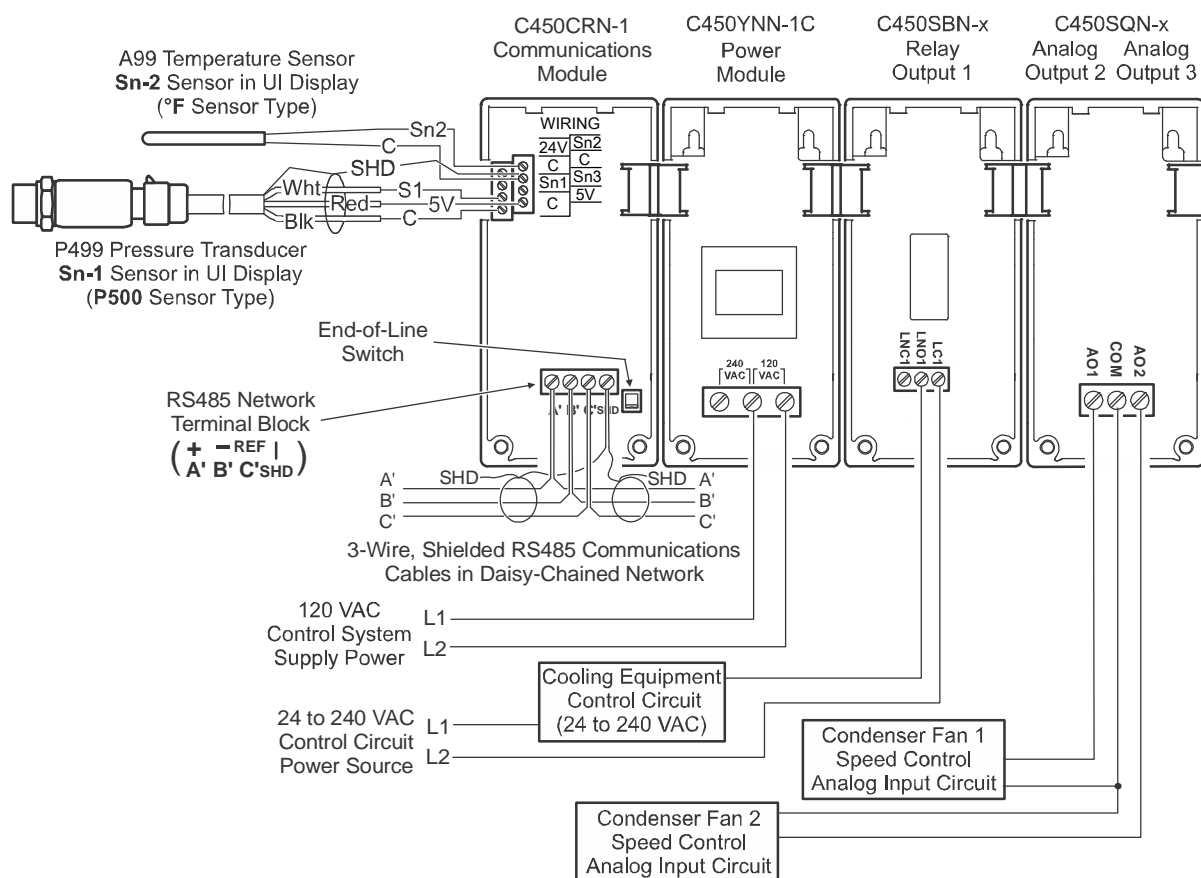 C450CRN-1
Communications
Module
C450YNN-1C
Power
Module
C450SBN-x
Relay
Output 1
C450SQN-x
Analog Analog
Output 2 Output 3
A99 Temperature Sensor
Sn-2 Sensor in UI Display
(°F Sensor Type)
Sn2
C
SHD
Wht
S1
Red
5V
Blk
C
WIRING
24V Sn2
C C
Sn1 Sn3
C 5V
P499 Pressure Transducer
Sn-1 Sensor in UI Display
(P500 Sensor Type)
End-of-Line
Switch
RS485 Network
Terminal Block
(+ – REF |
A' B' C' SHD)
A' B' C' SHD
240
VAC
120
VAC
LNC1
LNO1
LC1
AO1
COM
AO2
A' SHD SHD A'
B' B'
C' C'
3-Wire, Shielded RS485 Communications
Cables in Daisy-Chained Network
120 VAC
Control System
Supply Power
L1
L2
Cooling Equipment
Control Circuit
(24 to 240 VAC)
24 to 240 VAC
Control Circuit
Power Source
L1
L2
Condenser Fan 1
Speed Control
Analog Input Circuit
Condenser Fan 2
Speed Control
Analog Input Circuit